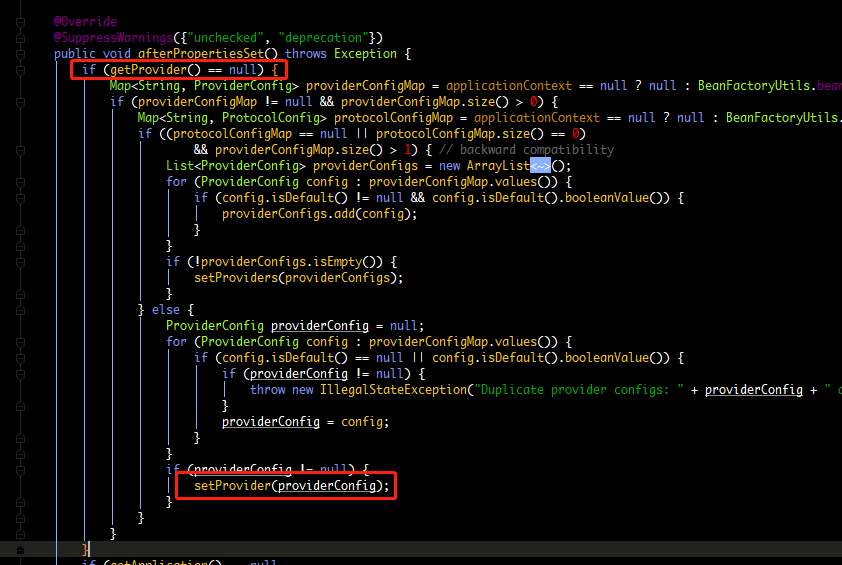 @Override
@SuppressWarnings({"unchecked", "deprecation"})
public void afterPropertiesSet() throws Exception {
if (getProvider() == null) {
Map<String, ProviderConfig> providerConfigMap = applicationContext == null ? null : BeanFactoryUtils.bean
if (providerConfigMap != null && providerConfigMap.size() > 0) {
Map<String, ProtocolConfig> protocolConfigMap = applicationContext == null ? null : BeanFactoryUtils.
if ((protocolConfigMap == null || protocolConfigMap.size() == 0)
&& providerConfigMap.size() > 1) { // backward compatibility
List<ProviderConfig> providerConfigs = new ArrayList<~>();
for (ProviderConfig config : providerConfigMap.values()) {
if (config.isDefault() != null && config.isDefault().booleanValue()) {
providerConfigs.add(config);
}
}
if (!providerConfigs.isEmpty()) {
setProviders(providerConfigs);
}
} else {
ProviderConfig providerConfig = null;
for (ProviderConfig config : providerConfigMap.values()) {
if (config.isDefault() == null || config.isDefault().booleanValue()) {
if (providerConfig != null) {
throw new IllegalStateException("Duplicate provider configs: " + providerConfig + "
}
providerConfig = config;
}
}
if (providerConfig != null) {
setProvider(providerConfig);
}
}
}
}
if (getApplication() == null